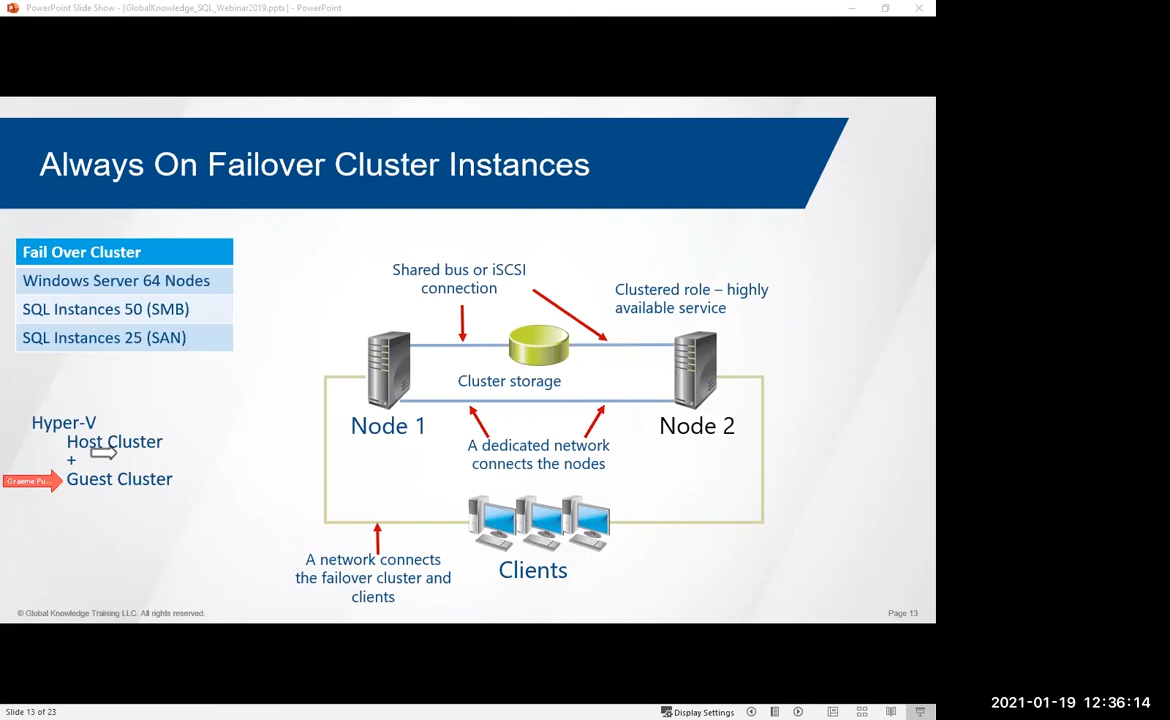 PowerPoint Slide Show - [GlobalKnowledge_SQL_Webinar2019.pptx] - PowerPoint
Always On Failover Cluster Instances
Fail Over Cluster
Windows Server 64 Nodes
SQL Instances 50 (SMB)
SQL Instances 25 (SAN)
Hyper-V
Host Cluster
+
Guest Cluster
Graeme Pu...
Shared bus or iSCSI
connection
Clustered role – highly
available service
Cluster storage
Node 1
Node 2
A dedicated network
connects the nodes
A network connects
the failover cluster and
clients
Clients
© Global Knowledge Training LLC. All rights reserved.
Page 13
Slide 13 of 23
Display Settings
2021-01-19 12:36:14